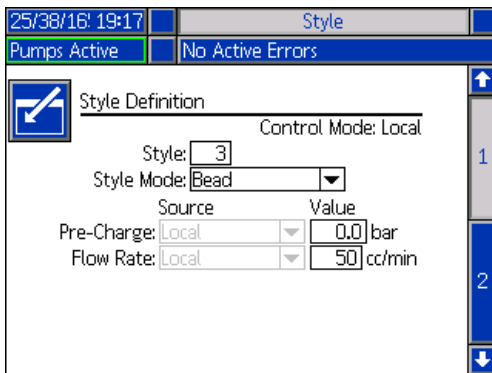 25/38/16' 19:17 Style
Pumps Active No Active Errors
Style Definition
Control Mode: Local
1
Style: 3
Style Mode: Bead
Source Value
Pre-Charge: Local 0.0 bar
Flow Rate: Local 50 cc/min
2